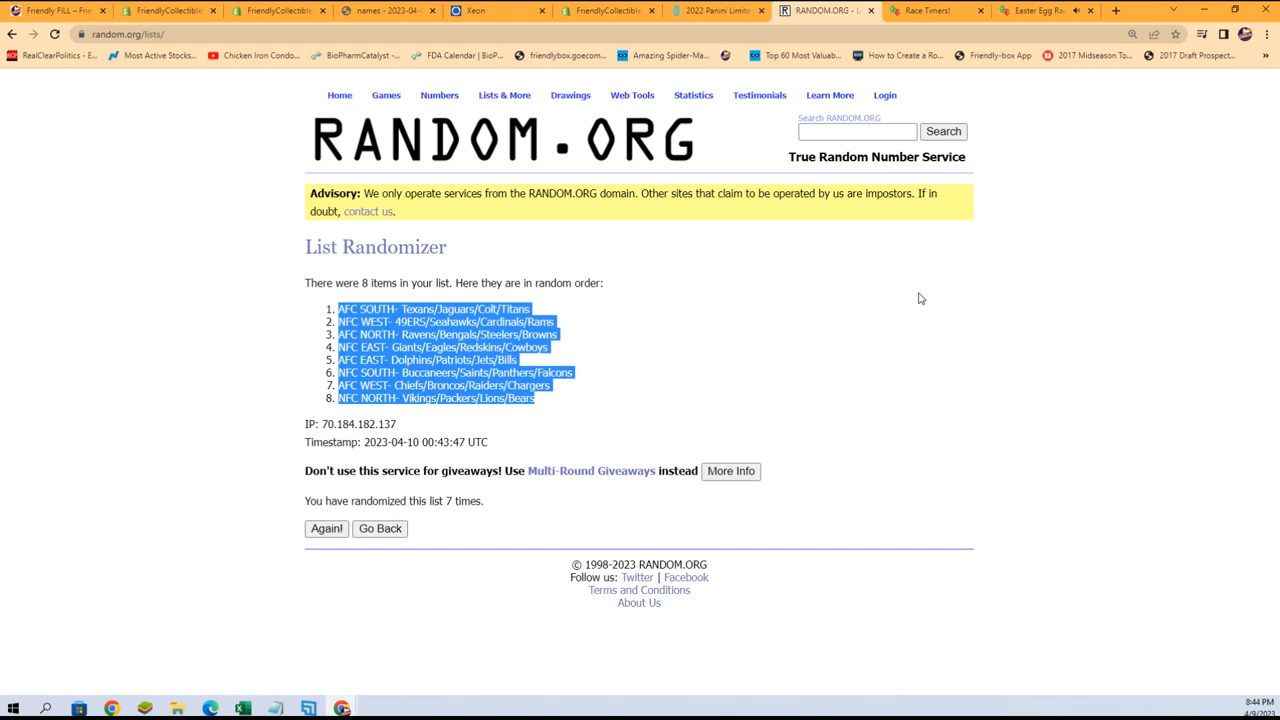 Friendly FILL – Frie
FriendlyCollectible
FriendlyCollectible
names - 2023-04-
Xeon
FriendlyCollectible
2022 Panini Limite
RANDOM.ORG - L
Race Timers!
Easter Egg Ra
random.org/lists/
RealClearPolitics - E...
Most Active Stocks...
Chicken Iron Condo...
BioPharmCatalyst -...
FDA Calendar | BioP...
friendlybox.goecom...
Amazing Spider-Ma...
Top 60 Most Valuab...
How to Create a Ro...
Friendly-box App
2017 Midseason To...
2017 Draft Prospect...
Home Games Numbers Lists & More Drawings Web Tools Statistics Testimonials Learn More Login
Search RANDOM.ORG
RANDOM.ORG
Search
True Random Number Service
Advisory: We only operate services from the RANDOM.ORG domain. Other sites that claim to be operated by us are impostors. If in
doubt, contact us.
List Randomizer
There were 8 items in your list. Here they are in random order:
1. AFC SOUTH- Texans/Jaguars/Colt/Titans
2. NFC WEST- 49ERS/Seahawks/Cardinals/Rams
3. AFC NORTH- Ravens/Bengals/Steelers/Browns
4. NFC EAST- Giants/Eagles/Redskins/Cowboys
5. AFC EAST- Dolphins/Patriots/Jets/Bills
6. NFC SOUTH- Buccaneers/Saints/Panthers/Falcons
7. AFC WEST- Chiefs/Broncos/Raiders/Chargers
8. NFC NORTH- Vikings/Packers/Lions/Bears
IP: 70.184.182.137
Timestamp: 2023-04-10 00:43:47 UTC
Don't use this service for giveaways! Use Multi-Round Giveaways instead More Info
You have randomized this list 7 times.
Again! Go Back
© 1998-2023 RANDOM.ORG
Follow us: Twitter | Facebook
Terms and Conditions
About Us
8:44 PM
4/9/2023